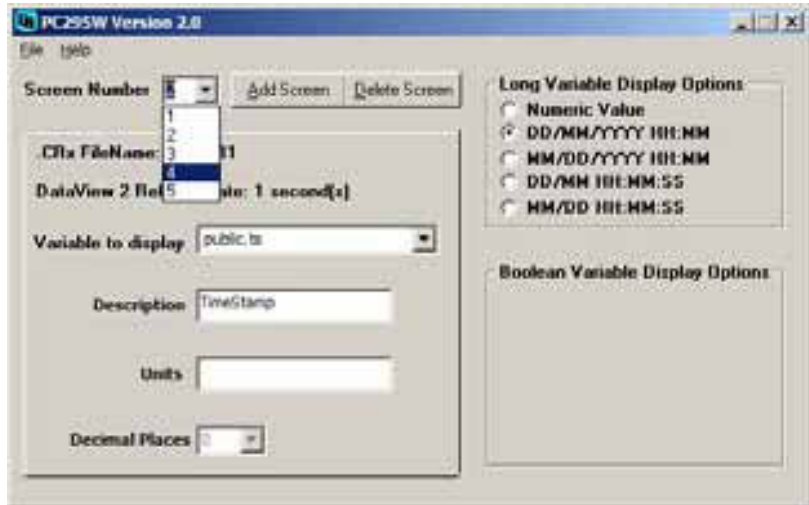 PC295W Version 2.0
File Help
Screen Number Add Screen Delete Screen
1
2
3
4
5
.CRx FileName:
DataView 2 1 second(s)
Variable to display public.ts
Description TimeStamp
Units
Decimal Places
Long Variable Display Options
Numeric Value
DD/MM/YYYY HH:MM
MM/DD/YYYY HH:MM
DD/MM HH:MM:SS
MM/DD HH:MM:SS
Boolean Variable Display Options